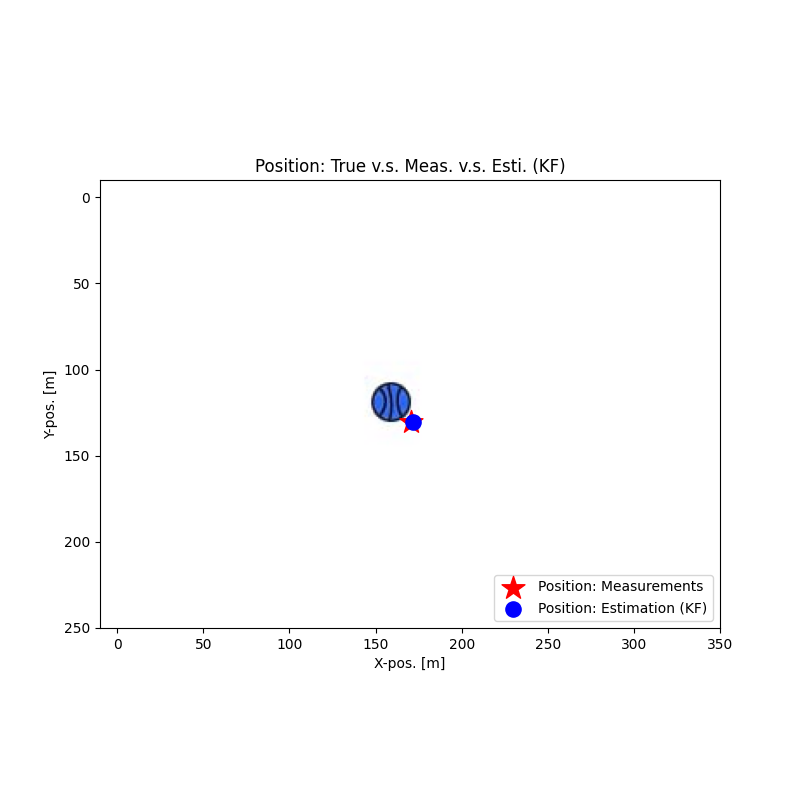 Position: True v.s. Meas. v.s. Esti. (KF)
0
50
100
150
200
250
Y-pos. [m]
Position: Measurements
Position: Estimation (KF)
0 50 100 150 200 250 300 350
X-pos. [m]